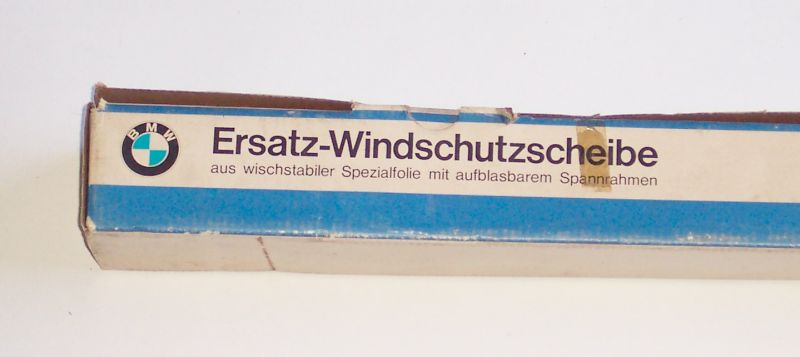 BMW
Ersatz-Windschutzscheibe
aus wischstabiler Spezialfolie mit aufblasbarem Spannrahmen